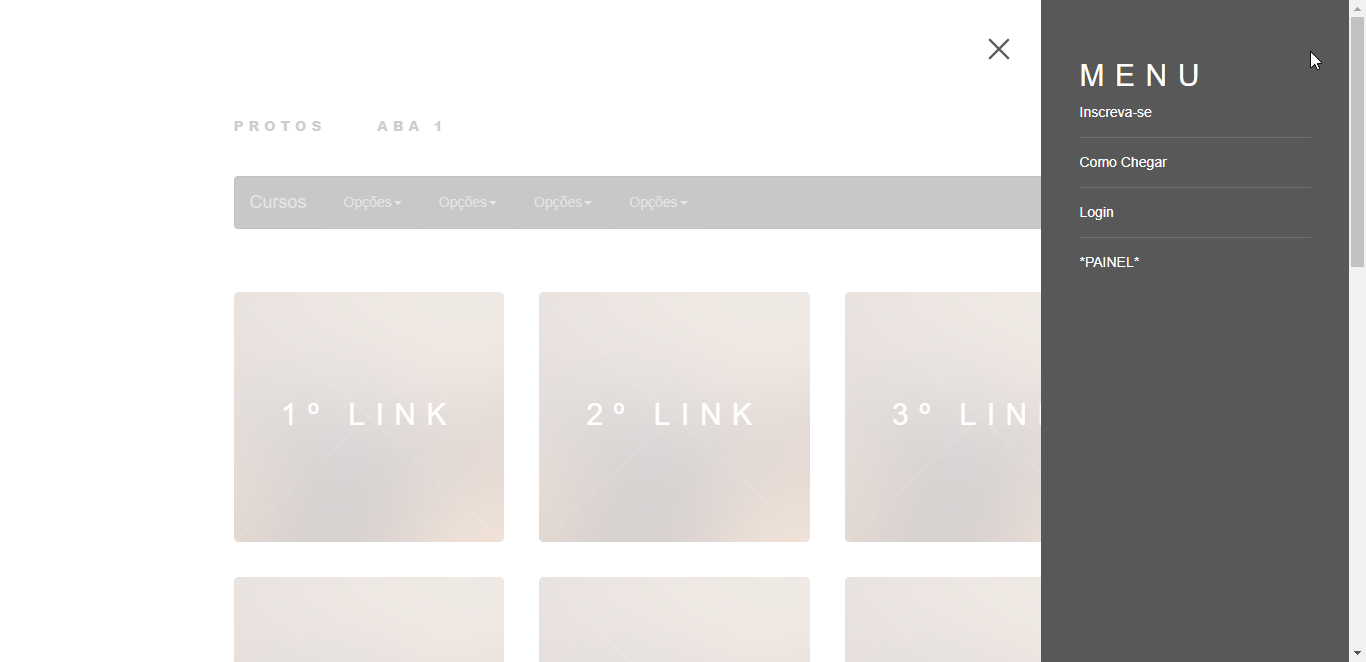 MENU
Inscreva-se
Como Chegar
Login
*PAINEL*
PROTOS ABA 1
Cursos Opções Opções Opções Opções
1º LINK 2º LINK 3º LIN